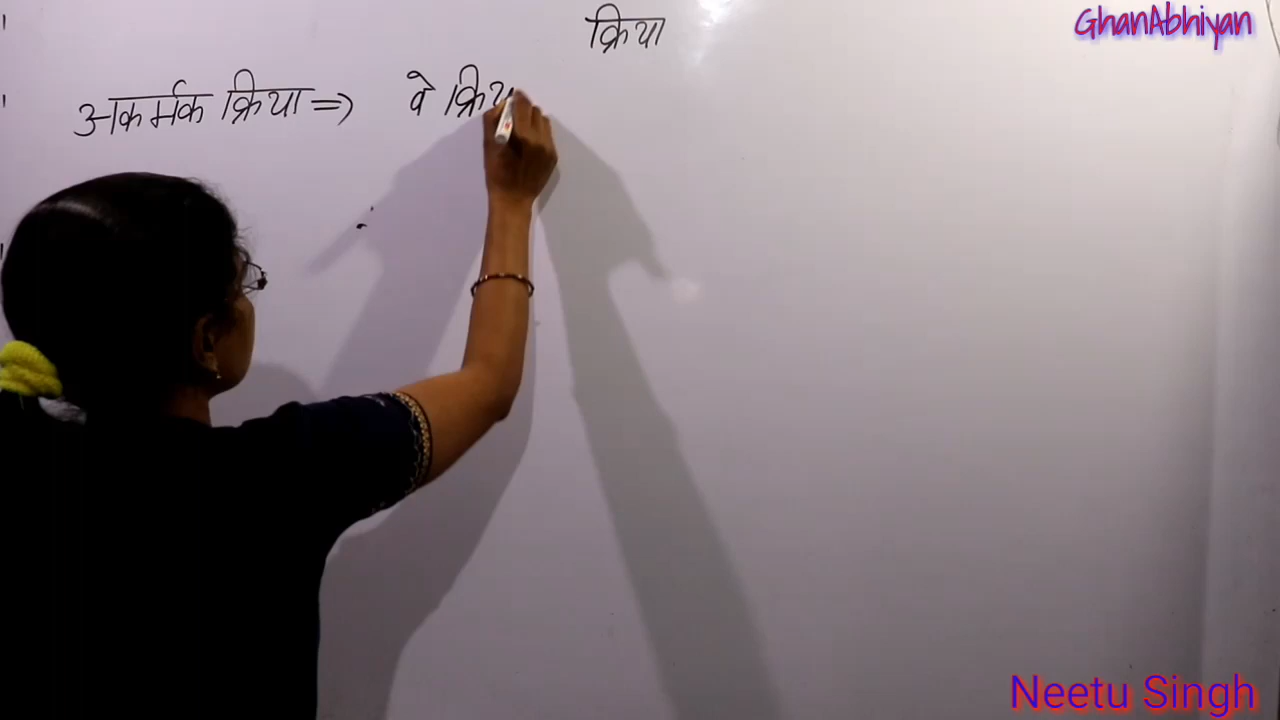 GhanAbhiyan
क्रिया
अकर्मक क्रिया => वे क्रिय
Neetu Singh